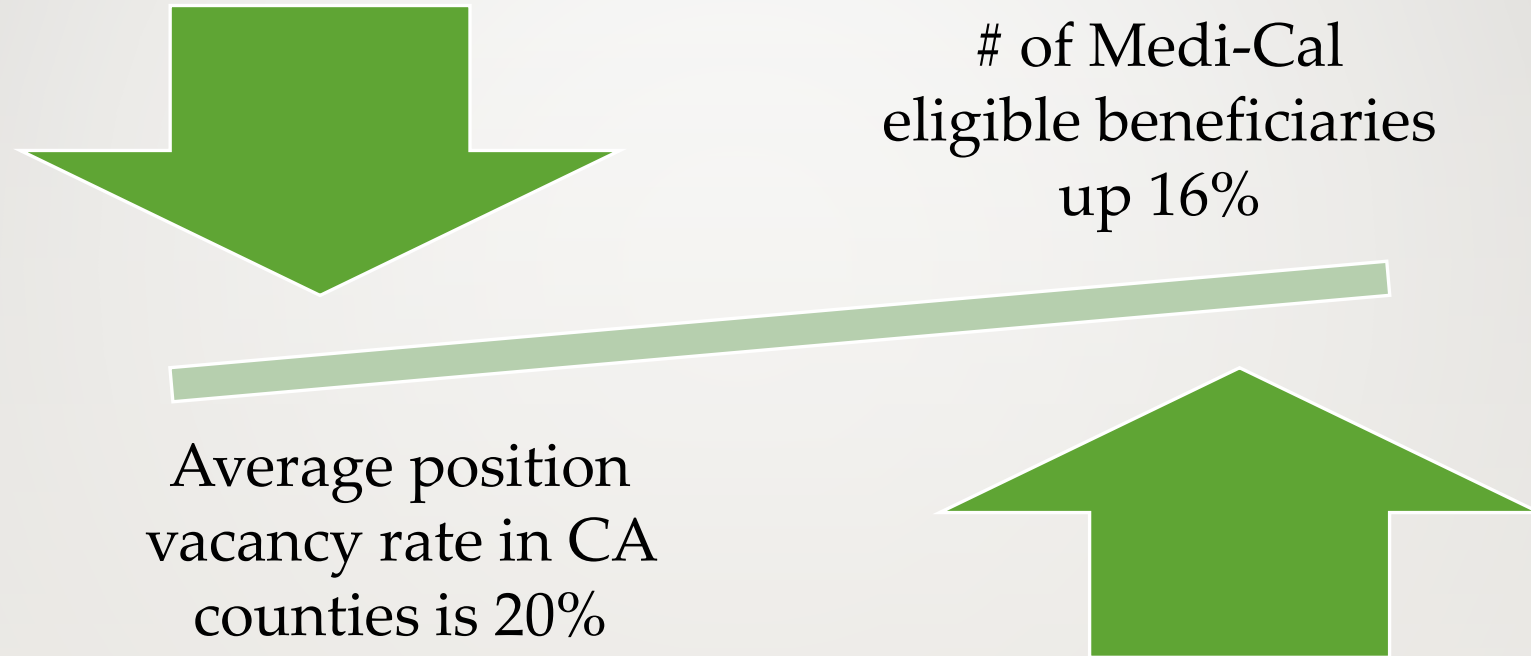 # of Medi-Cal
eligible beneficiaries
up 16%
Average position
vacancy rate in CA
counties is 20%